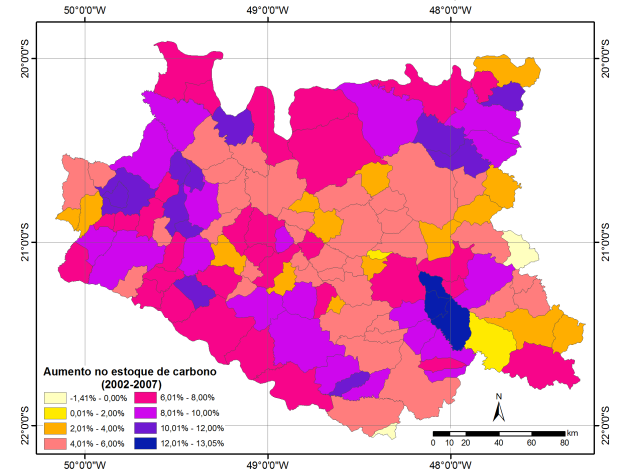 50°0'0"W 49°0'0"W 48°0'0"W
20°0'0"S 20°0'0"S
21°0'0"S 21°0'0"S
Aumento no estoque de carbono
(2002-2007)
-1,41% - 0,00% 6,01% - 8,00%
0,01% - 2,00% 8,01% - 10,00%
2,01% - 4,00% 10,01% - 12,00%
4,01% - 6,00% 12,01% - 13,05%
N
0 10 20 40 60 80
km
22°0'0"S 22°0'0"S
50°0'0"W 49°0'0"W 48°0'0"W